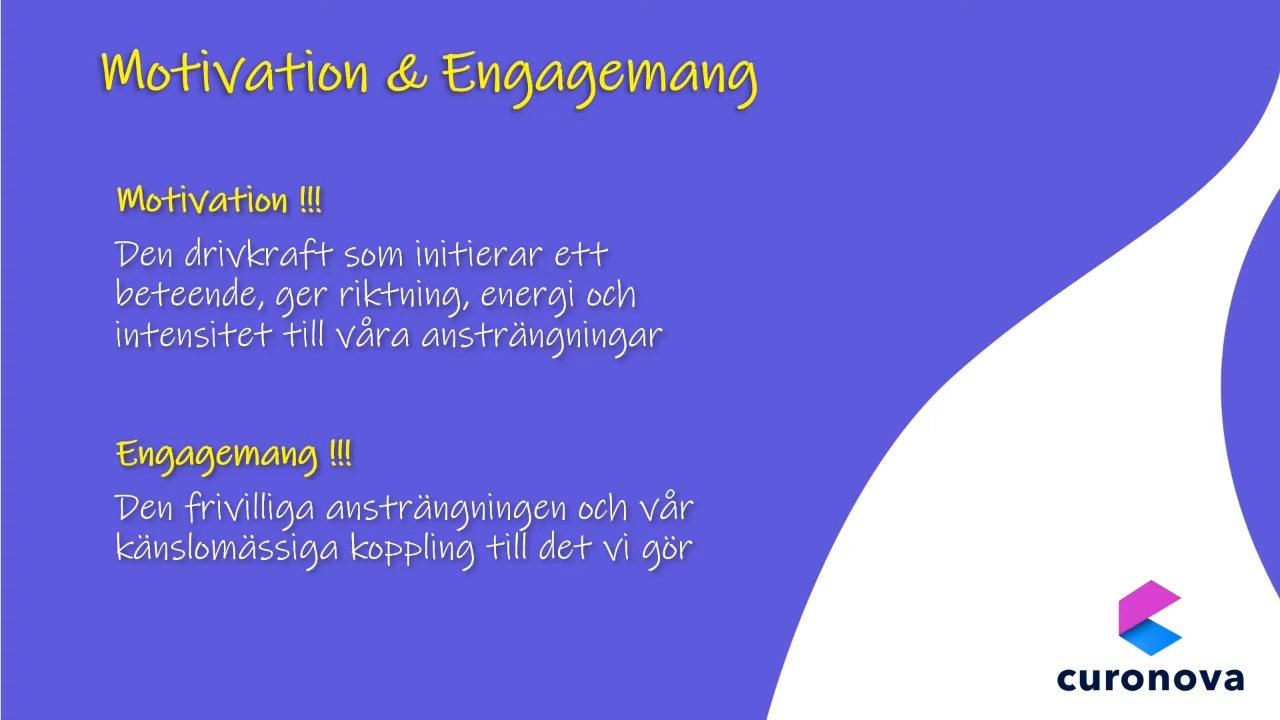 Motivation & Engagemang
Motivation !!!
Den drivkraft som initierar ett
beteende, ger riktning, energi och
intensitet till våra ansträngningar
Engagemang !!!
Den frivilliga ansträngningen och vår
känslomässiga koppling till det vi gör
curonova